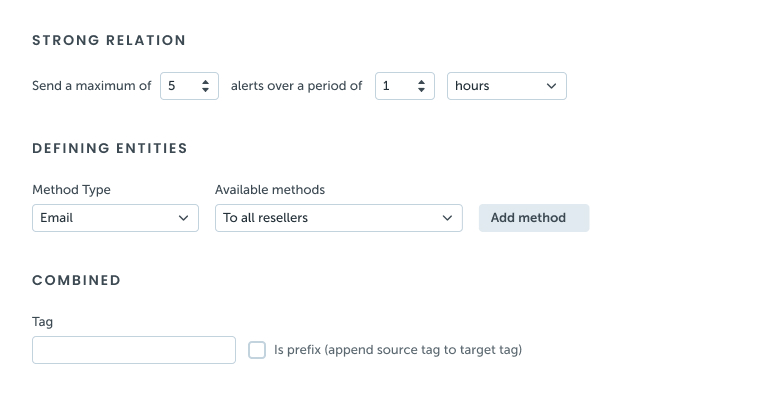 STRONG RELATION
Send a maximum of 5 alerts over a period of 1 hours
DEFINING ENTITIES
Method Type Available methods
Email To all resellers Add method
COMBINED
Tag
Is prefix (append source tag to target tag)